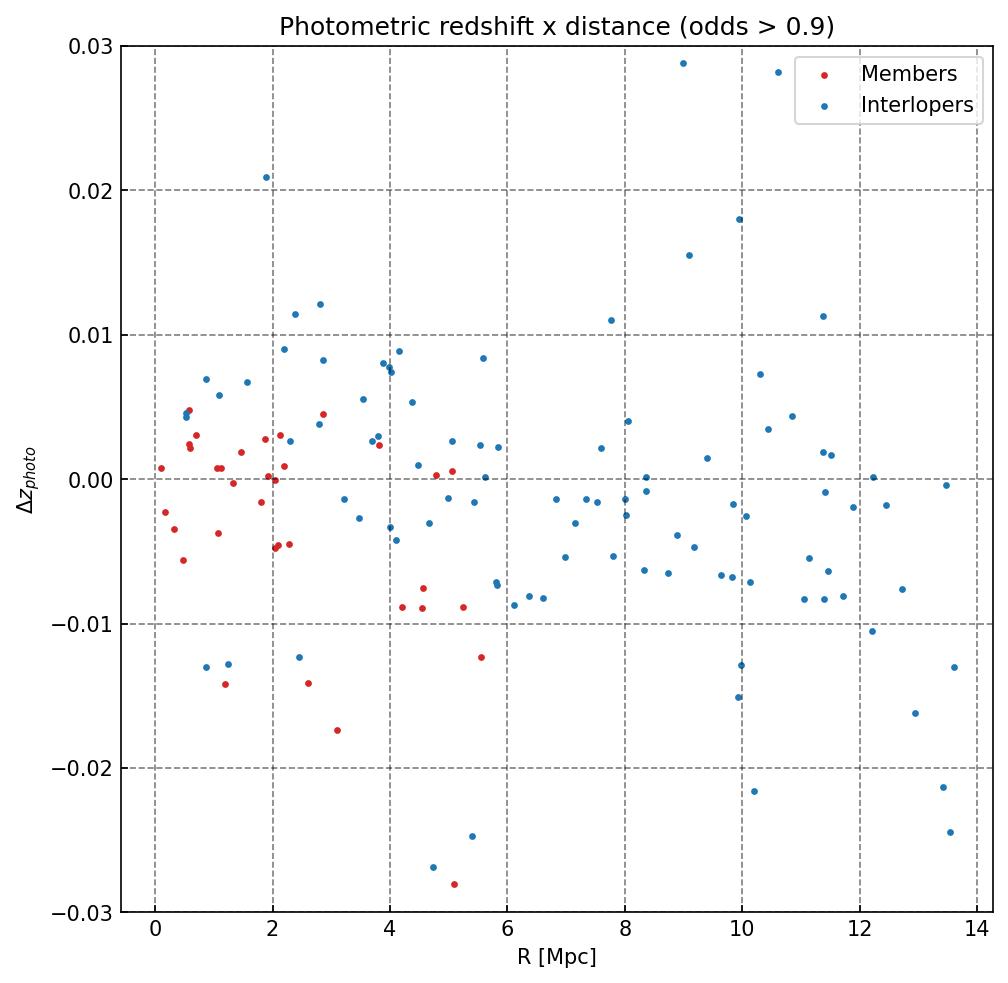 Photometric redshift x distance (odds > 0.9)
Members
Interlopers
0.03
0.02
0.01
0.00
−0.01
−0.02
−0.03
Δz_photo
0 2 4 6 8 10 12 14
R [Mpc]